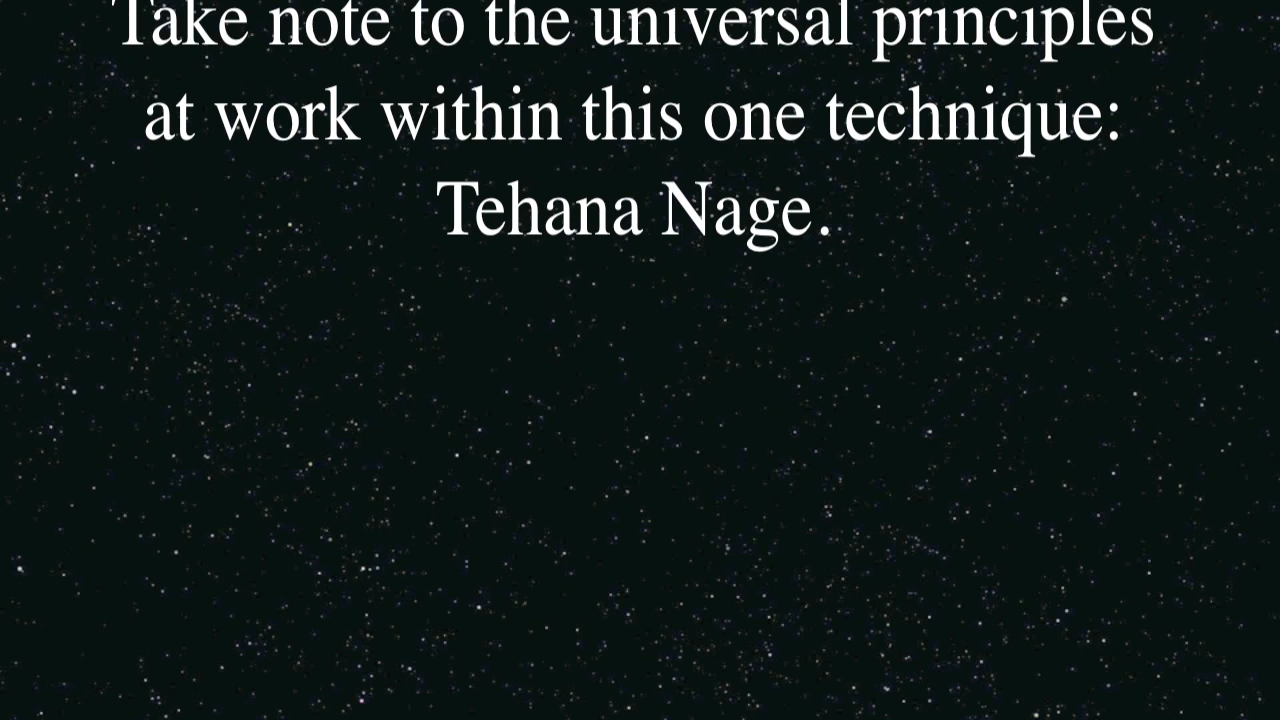 Take note to the universal principles
at work within this one technique:
Tehana Nage.